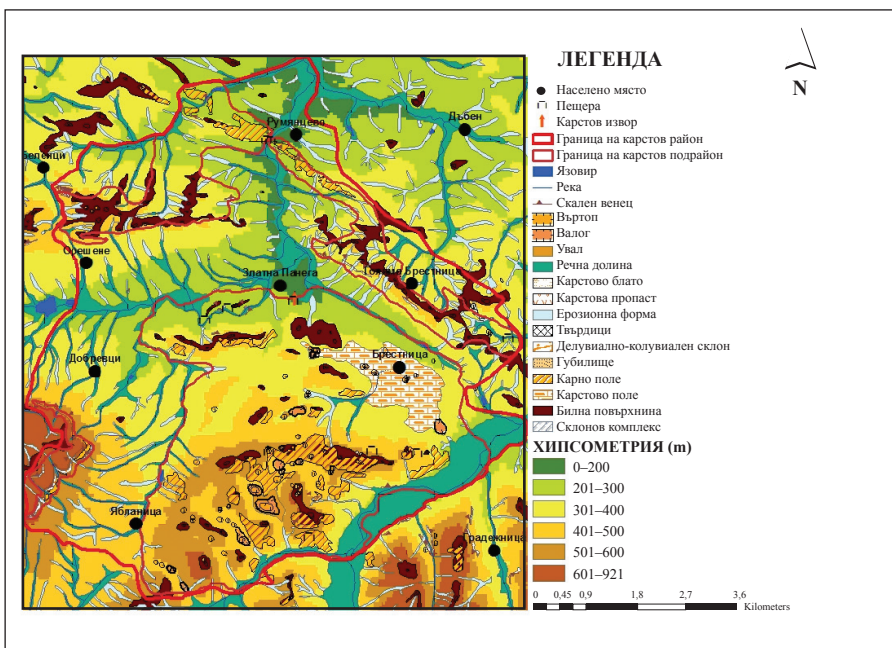 ЛЕГЕНДА
N
Населено място
Пещера
Карстов извор
Граница на карстов район
Граница на карстов подрайон
Язовир
Река
Скален венец
Въртоп
Валог
Увал
Речна долина
Карстово блато
Карстова пропаст
Ерозионна форма
Твърдици
Делувиално-колувиален склон
Губилище
Карно поле
Карстово поле
Билна повърхнина
Склонов комплекс
ХИПСОМЕТРИЯ (m)
0–200
201–300
301–400
401–500
501–600
601–921
0 0,45 0,9 1,8 2,7 3,6
Kilometers
Румянцево
Дъбен
беленци
Орешене
Златна Панега
Брестница
Добревци
Брестница
Ябланица
Градежница